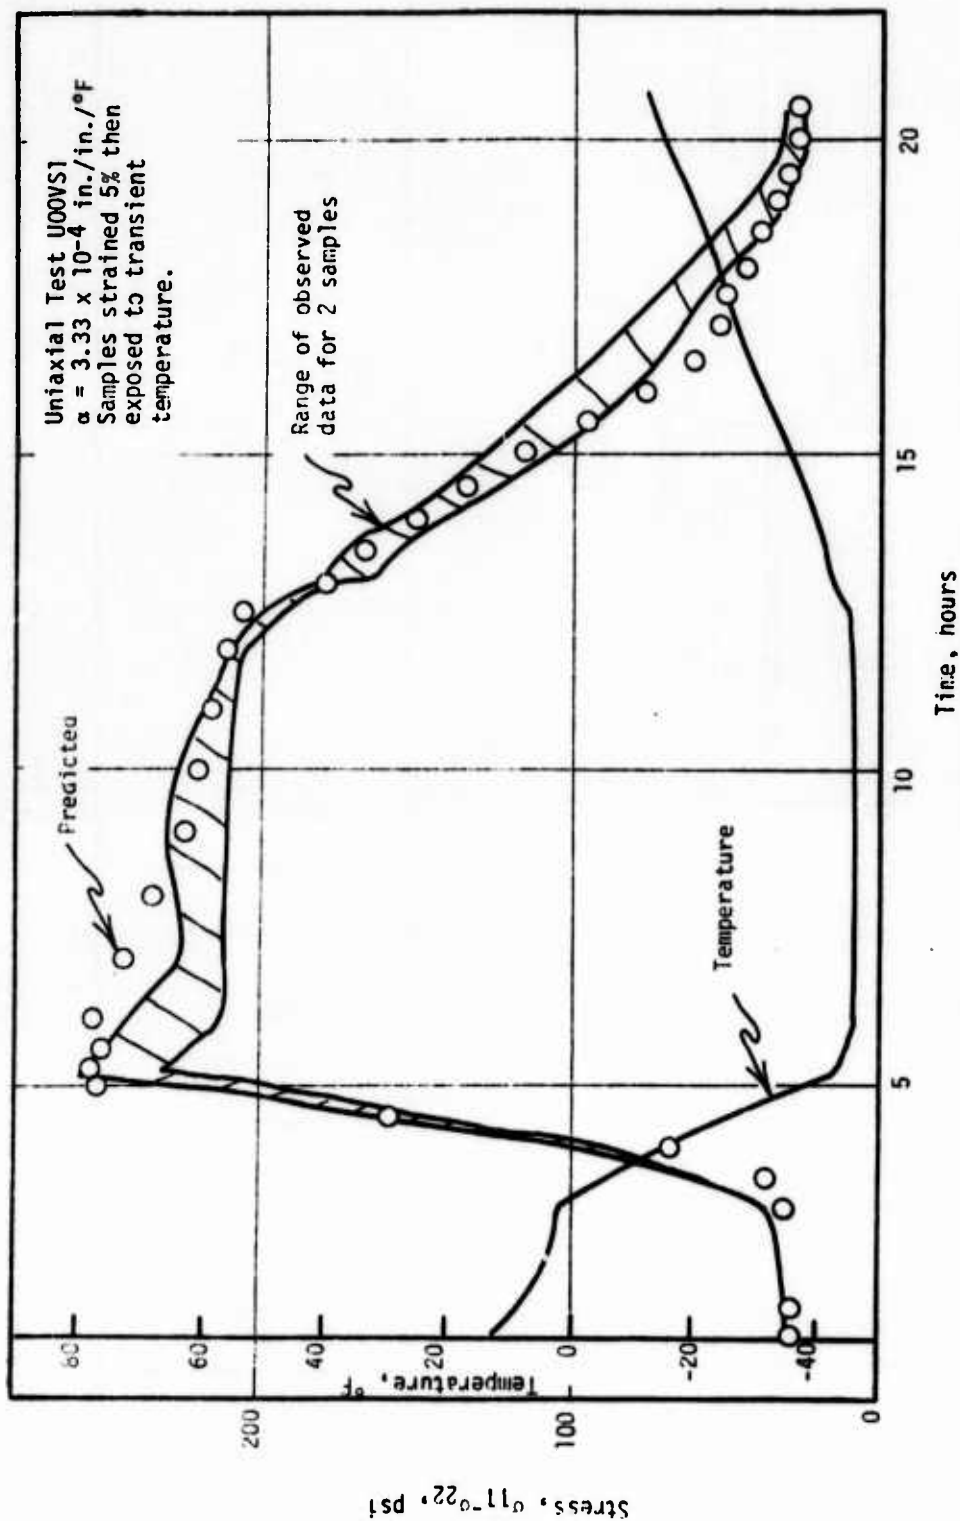 Uniaxial Test U00VS1
α = 3.33 x 10-4 in./in./°F
Samples strained 5% then
exposed to transient
temperature.
Range of observed
data for 2 samples
Predicted
Temperature
80
60
40
20
0
-20
-40
Temperature, °F
200
100
0
Stress, σ11-σ22, psi
5
10
15
20
Time, hours